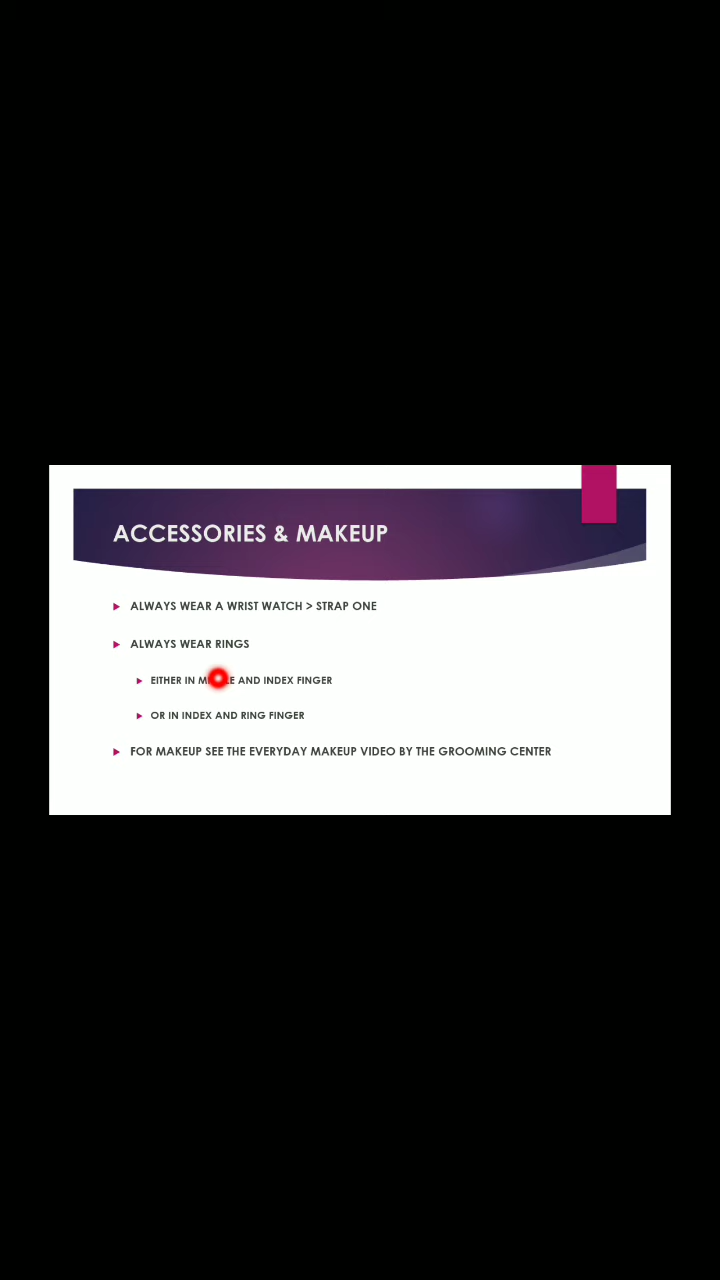 ACCESSORIES & MAKEUP
ALWAYS WEAR A WRIST WATCH > STRAP ONE
ALWAYS WEAR RINGS
EITHER IN AND INDEX FINGER
OR IN INDEX AND RING FINGER
FOR MAKEUP SEE THE EVERYDAY MAKEUP VIDEO BY THE GROOMING CENTER